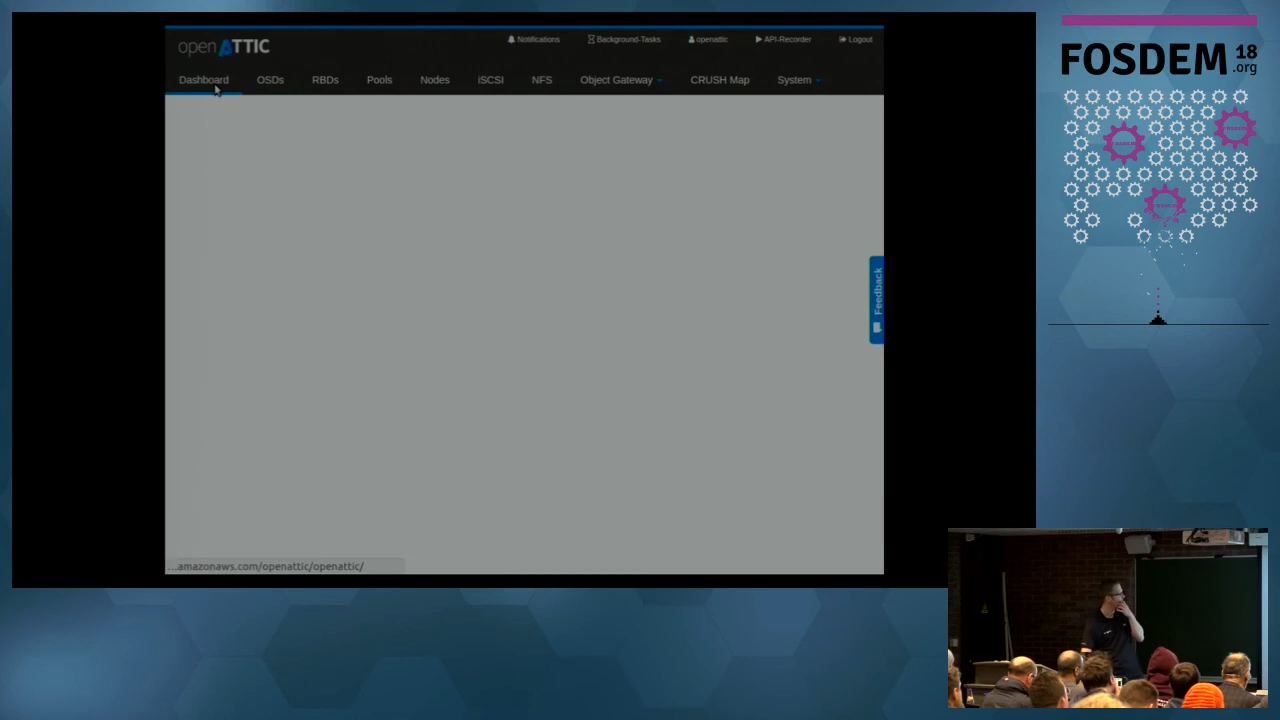 openATTIC
Notifications Background-Tasks openattic API-Recorder Logout
Dashboard OSDs RBDs Pools Nodes iSCSI NFS Object Gateway CRUSH Map System
Feedback
...amazonaws.com/openattic/openattic/
FOSDEM 18
.org